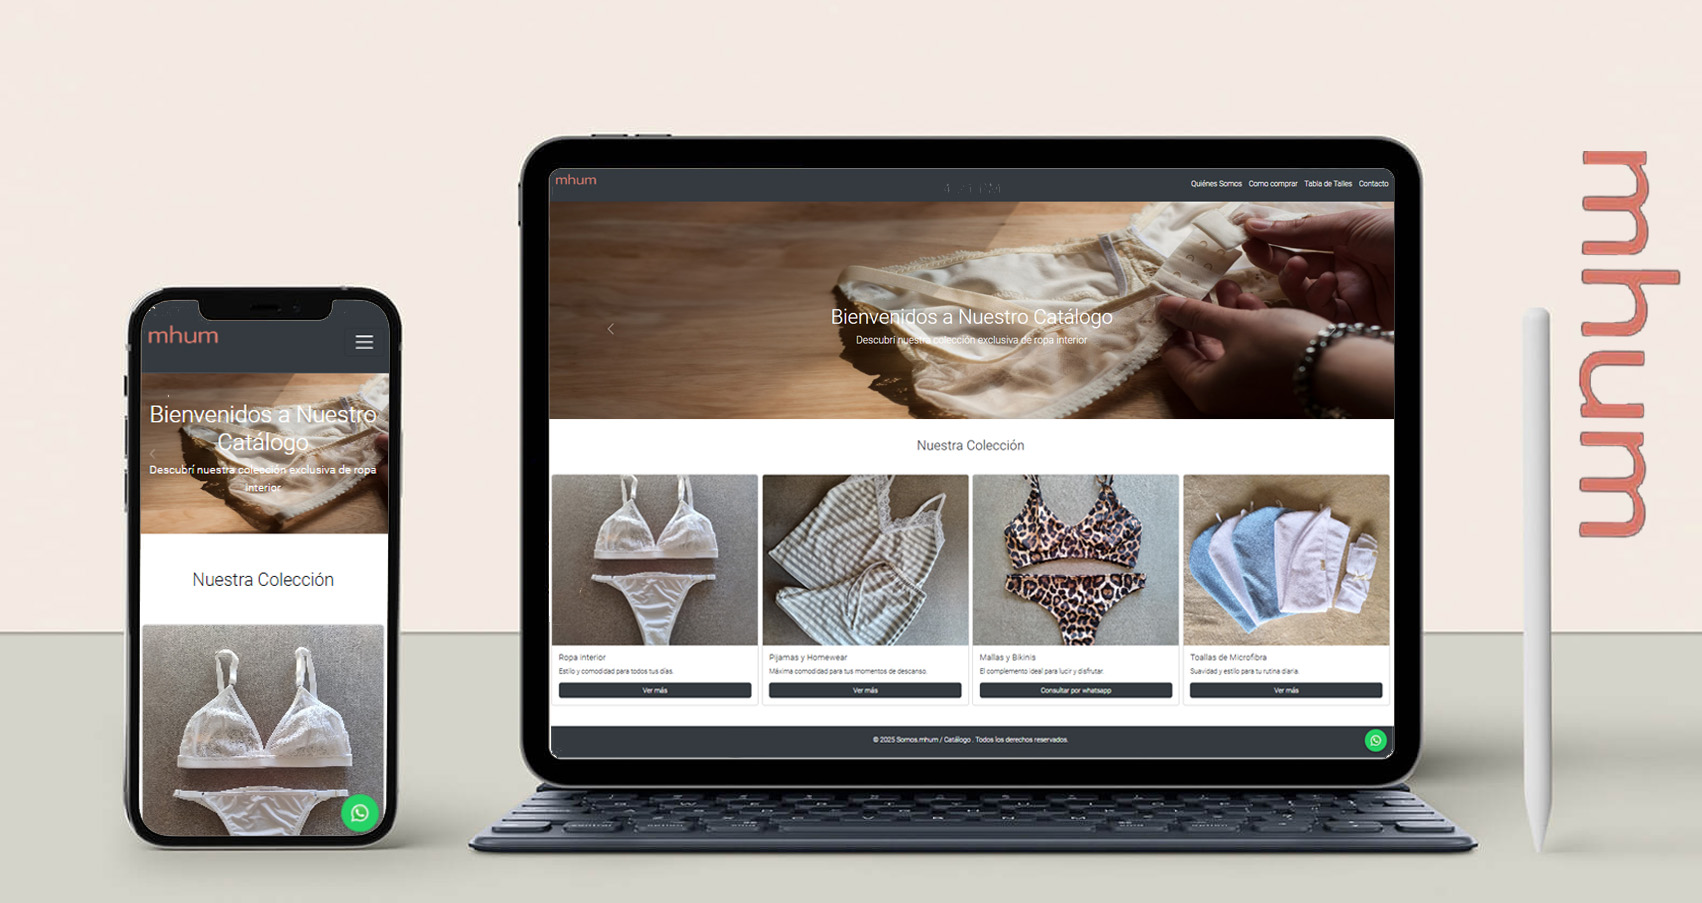 mhum
Bienvenidos a Nuestro
Catálogo
Descubrí nuestra colección exclusiva de ropa
interior
Nuestra Colección
mhum
Quiénes Somos Como comprar Tabla de Talles Contacto
Bienvenidos a Nuestro Catálogo
Descubrí nuestra colección exclusiva de ropa interior
Nuestra Colección
Ropa interior
Estilo y comodidad para todos tus días.
Ver más
Pijamas y Homewear
Máxima comodidad para tus momentos de descanso.
Ver más
Mallas y Bikinis
El complemento ideal para lucir y disfrutar.
Consultar por whatsapp
Toallas de Microfibra
Suavidad y estilo para tu rutina diaria.
Ver más
© 2025 Somos.mhum / Catálogo . Todos los derechos reservados.
mhum